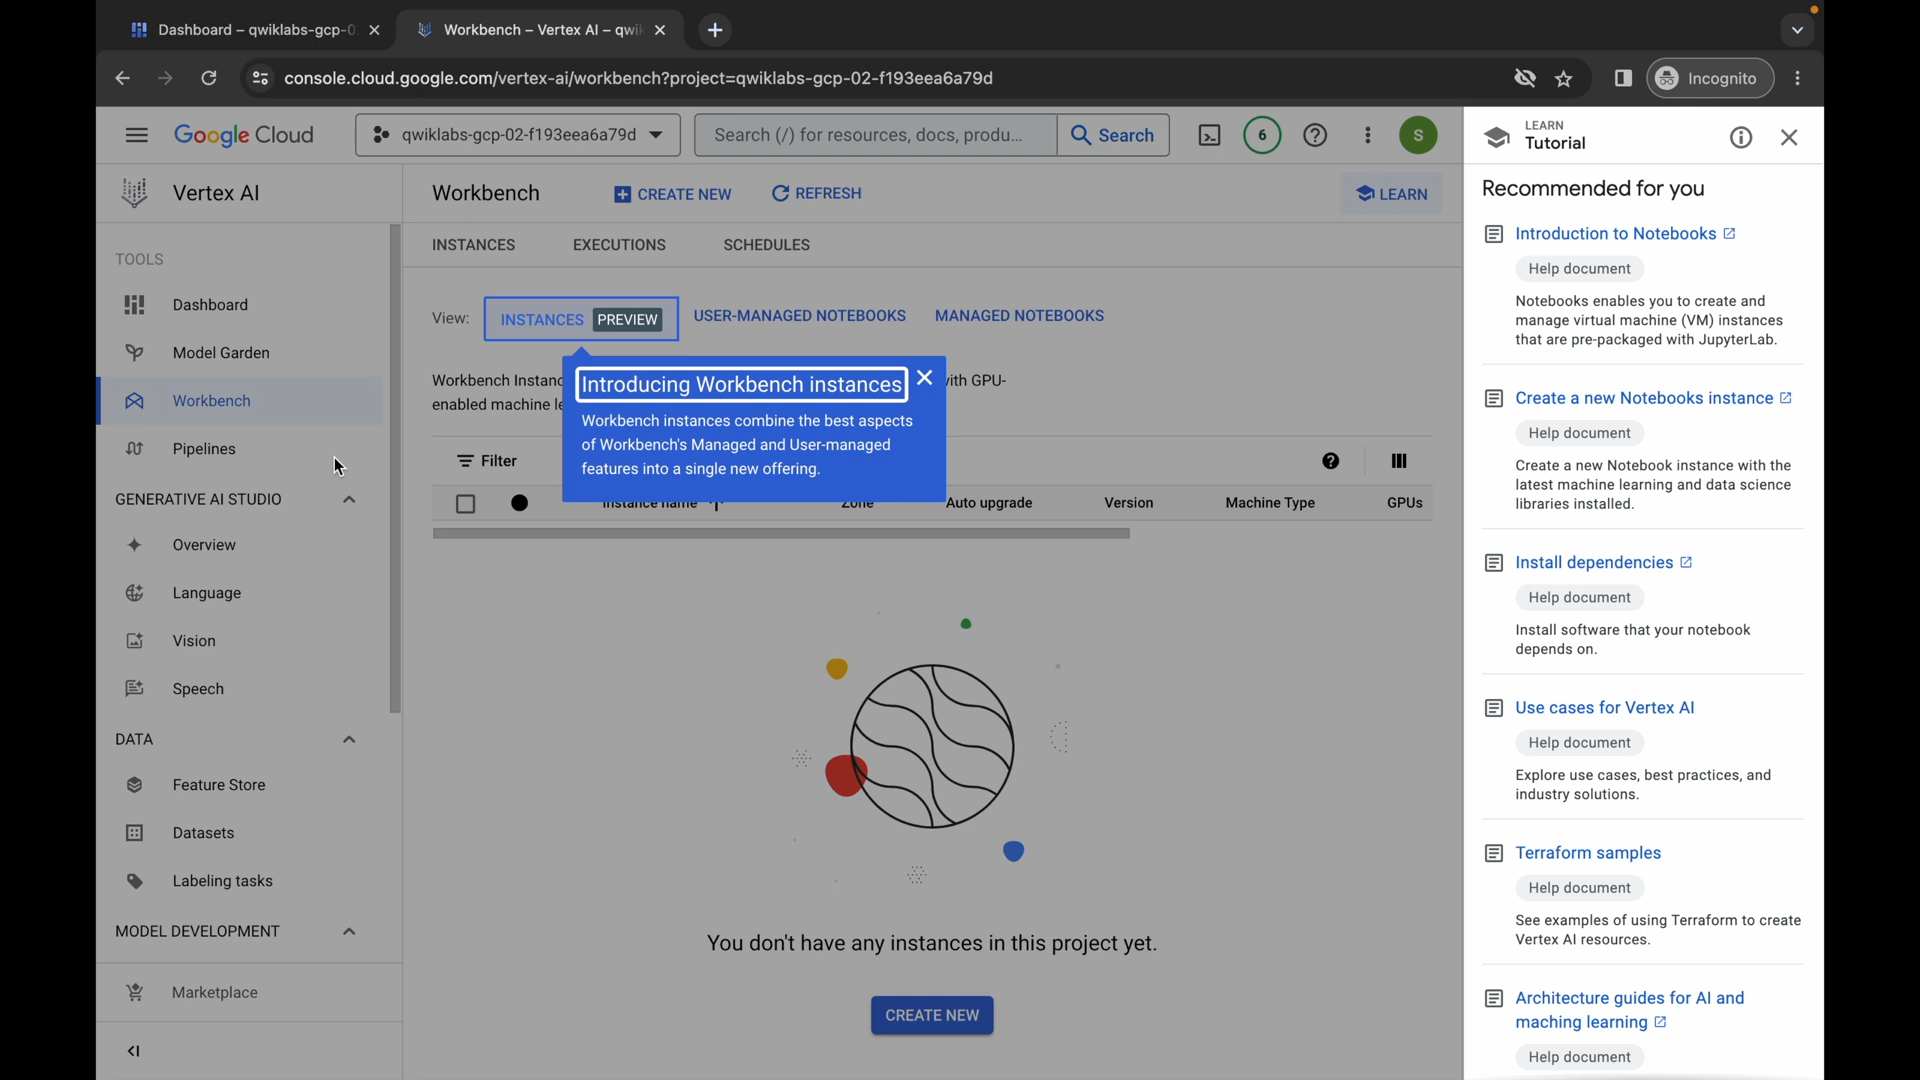 Dashboard – qwiklabs-gcp-0
Workbench – Vertex AI – qwi
console.cloud.google.com/vertex-ai/workbench?project=qwiklabs-gcp-02-f193eea6a79d
Incognito
Google Cloud
qwiklabs-gcp-02-f193eea6a79d
Search (/) for resources, docs, produ...
Search
6
S
LEARN
Tutorial
Vertex AI
Workbench
CREATE NEW
REFRESH
LEARN
INSTANCES
EXECUTIONS
SCHEDULES
View:
INSTANCES PREVIEW
USER-MANAGED NOTEBOOKS
MANAGED NOTEBOOKS
Workbench Instanc
with GPU-
enabled machine le
Introducing Workbench instances
Workbench instances combine the best aspects
of Workbench's Managed and User-managed
features into a single new offering.
Filter
Instance name
Zone
Auto upgrade
Version
Machine Type
GPUs
You don't have any instances in this project yet.
CREATE NEW
TOOLS
Dashboard
Model Garden
Workbench
Pipelines
GENERATIVE AI STUDIO
Overview
Language
Vision
Speech
DATA
Feature Store
Datasets
Labeling tasks
MODEL DEVELOPMENT
Marketplace
Recommended for you
Introduction to Notebooks
Help document
Notebooks enables you to create and
manage virtual machine (VM) instances
that are pre-packaged with JupyterLab.
Create a new Notebooks instance
Help document
Create a new Notebook instance with the
latest machine learning and data science
libraries installed.
Install dependencies
Help document
Install software that your notebook
depends on.
Use cases for Vertex AI
Help document
Explore use cases, best practices, and
industry solutions.
Terraform samples
Help document
See examples of using Terraform to create
Vertex AI resources.
Architecture guides for AI and
maching learning
Help document